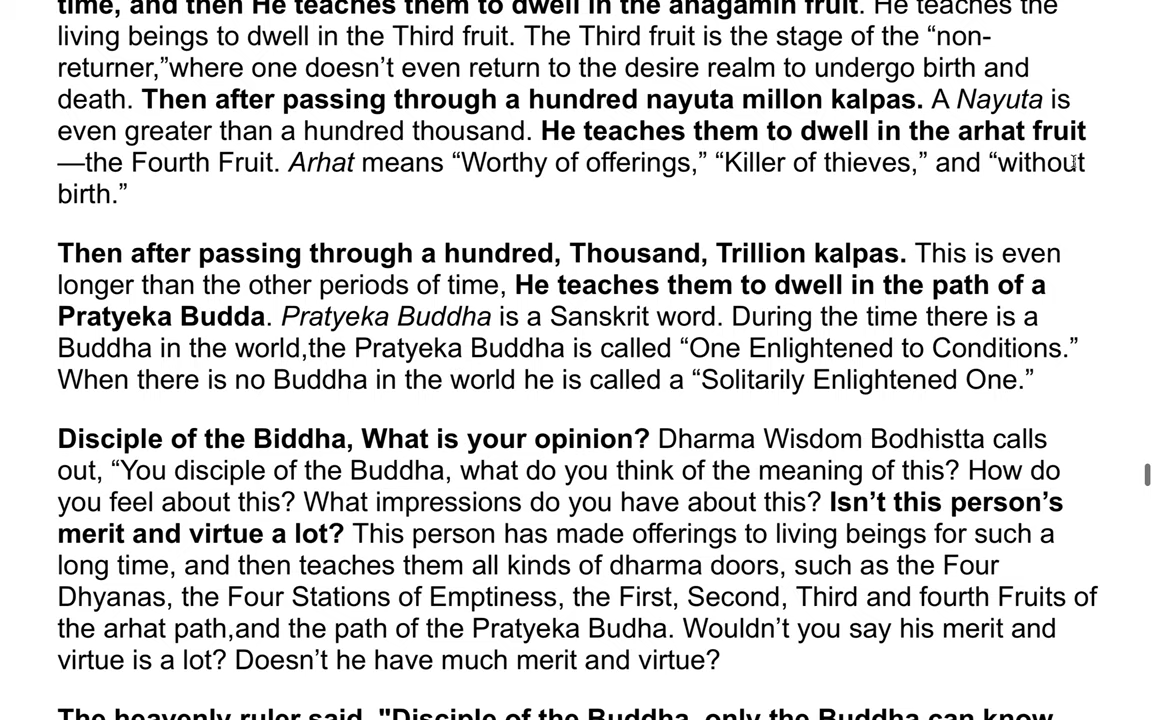 time, and then He teaches them to dwell in the anagamin fruit. He teaches the
living beings to dwell in the Third fruit. The Third fruit is the stage of the “non-
returner,”where one doesn’t even return to the desire realm to undergo birth and
death. Then after passing through a hundred nayuta millon kalpas. A Nayuta is
even greater than a hundred thousand. He teaches them to dwell in the arhat fruit
—the Fourth Fruit. Arhat means “Worthy of offerings,” “Killer of thieves,” and “without
birth.”
Then after passing through a hundred, Thousand, Trillion kalpas. This is even
longer than the other periods of time, He teaches them to dwell in the path of a
Pratyeka Budda. Pratyeka Buddha is a Sanskrit word. During the time there is a
Buddha in the world,the Pratyeka Buddha is called “One Enlightened to Conditions.”
When there is no Buddha in the world he is called a “Solitarily Enlightened One.”
Disciple of the Biddha, What is your opinion? Dharma Wisdom Bodhistta calls
out, “You disciple of the Buddha, what do you think of the meaning of this? How do
you feel about this? What impressions do you have about this? Isn’t this person’s
merit and virtue a lot? This person has made offerings to living beings for such a
long time, and then teaches them all kinds of dharma doors, such as the Four
Dhyanas, the Four Stations of Emptiness, the First, Second, Third and fourth Fruits of
the arhat path,and the path of the Pratyeka Budha. Wouldn’t you say his merit and
virtue is a lot? Doesn’t he have much merit and virtue?
The heavenly ruler said, "Disciple of the Buddha, only the Buddha can know